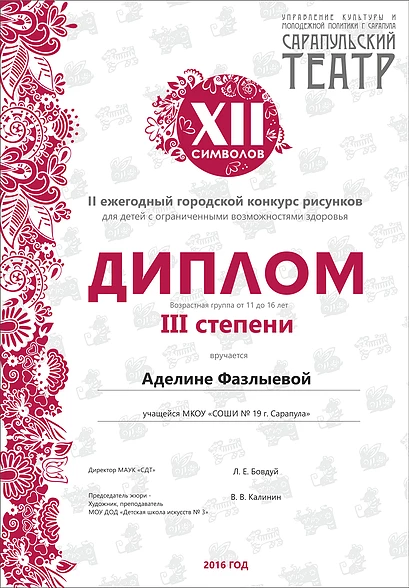 УПРАВЛЕНИЕ КУЛЬТУРЫ И
МОЛОДЕЖНОЙ ПОЛИТИКИ Г. САРАПУЛА
САРАПУЛЬСКИЙ
ТЕАТР
XII
СИМВОЛОВ
II ежегодный городской конкурс рисунков
для детей с ограниченными возможностями здоровья
ДИПЛОМ
Возрастная группа от 11 до 16 лет
III степени
вручается
Аделине Фазлыевой
учащейся МКОУ «СОШИ № 19 г. Сарапула»
Директор МАУК «СДТ»
Л. Е. Бовдуй
Председатель жюри -
Художник, преподаватель
МОУ ДОД «Детская школа искусств № 3»
В. В. Калинин
2016 ГОД